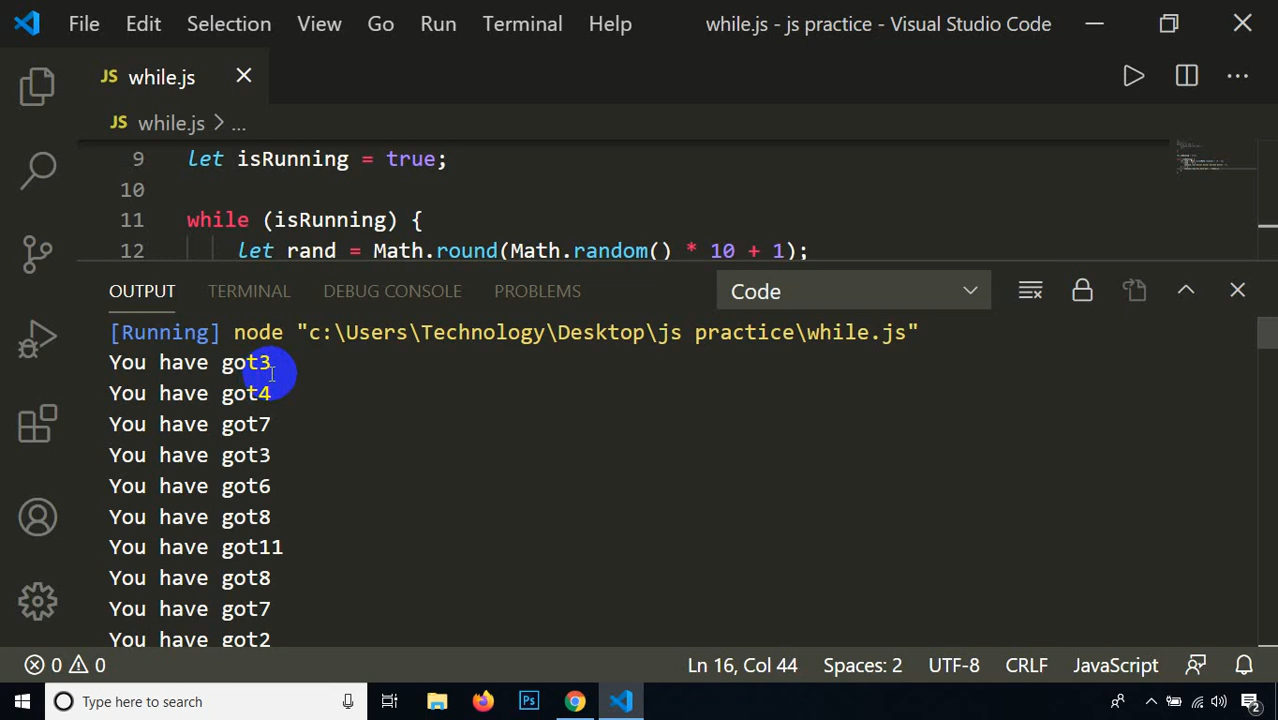 File Edit Selection View Go Run Terminal Help while.js - js practice - Visual Studio Code
JS while.js
JS while.js > ...
9 let isRunning = true;
10
11 while (isRunning) {
12 let rand = Math.round(Math.random() * 10 + 1);
OUTPUT TERMINAL DEBUG CONSOLE PROBLEMS Code
[Running] node "c:\Users\Technology\Desktop\js practice\while.js"
You have got3
You have got4
You have got7
You have got3
You have got6
You have got8
You have got11
You have got8
You have got7
You have got2
0 0 Ln 16, Col 44 Spaces: 2 UTF-8 CRLF JavaScript
Type here to search Ps 2